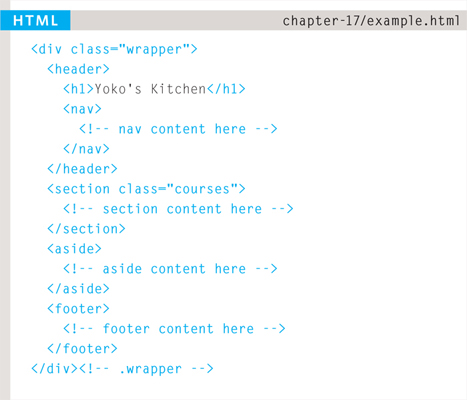 HTML chapter-17/example.html
<div class="wrapper">
<header>
<h1>Yoko's Kitchen</h1>
<nav>
<!-- nav content here -->
</nav>
</header>
<section class="courses">
<!-- section content here -->
</section>
<aside>
<!-- aside content here -->
</aside>
<footer>
<!-- footer content here -->
</footer>
</div><!-- .wrapper -->